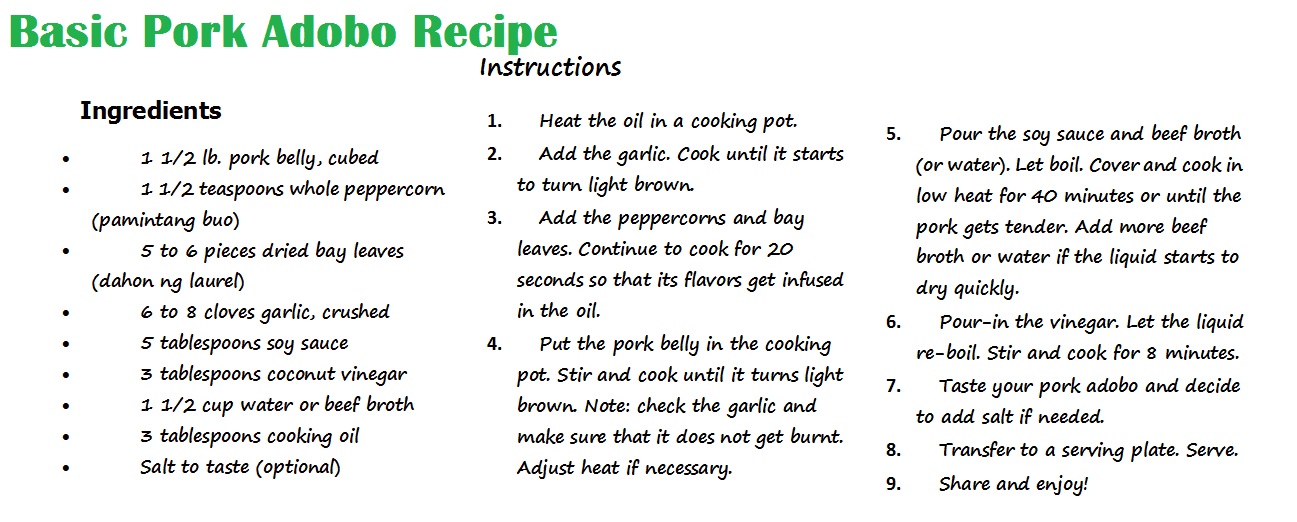 Basic Pork Adobo Recipe
Ingredients
• 1 1/2 lb. pork belly, cubed
• 1 1/2 teaspoons whole peppercorn
(pamintang buo)
• 5 to 6 pieces dried bay leaves
(dahon ng laurel)
• 6 to 8 cloves garlic, crushed
• 5 tablespoons soy sauce
• 3 tablespoons coconut vinegar
• 1 1/2 cup water or beef broth
• 3 tablespoons cooking oil
• Salt to taste (optional)
Instructions
1. Heat the oil in a cooking pot.
2. Add the garlic. Cook until it starts
to turn light brown.
3. Add the peppercorns and bay
leaves. Continue to cook for 20
seconds so that its flavors get infused
in the oil.
4. Put the pork belly in the cooking
pot. Stir and cook until it turns light
brown. Note: check the garlic and
make sure that it does not get burnt.
Adjust heat if necessary.
5. Pour the soy sauce and beef broth
(or water). Let boil. Cover and cook in
low heat for 40 minutes or until the
pork gets tender. Add more beef
broth or water if the liquid starts to
dry quickly.
6. Pour-in the vinegar. Let the liquid
re-boil. Stir and cook for 8 minutes.
7. Taste your pork adobo and decide
to add salt if needed.
8. Transfer to a serving plate. Serve.
9. Share and enjoy!